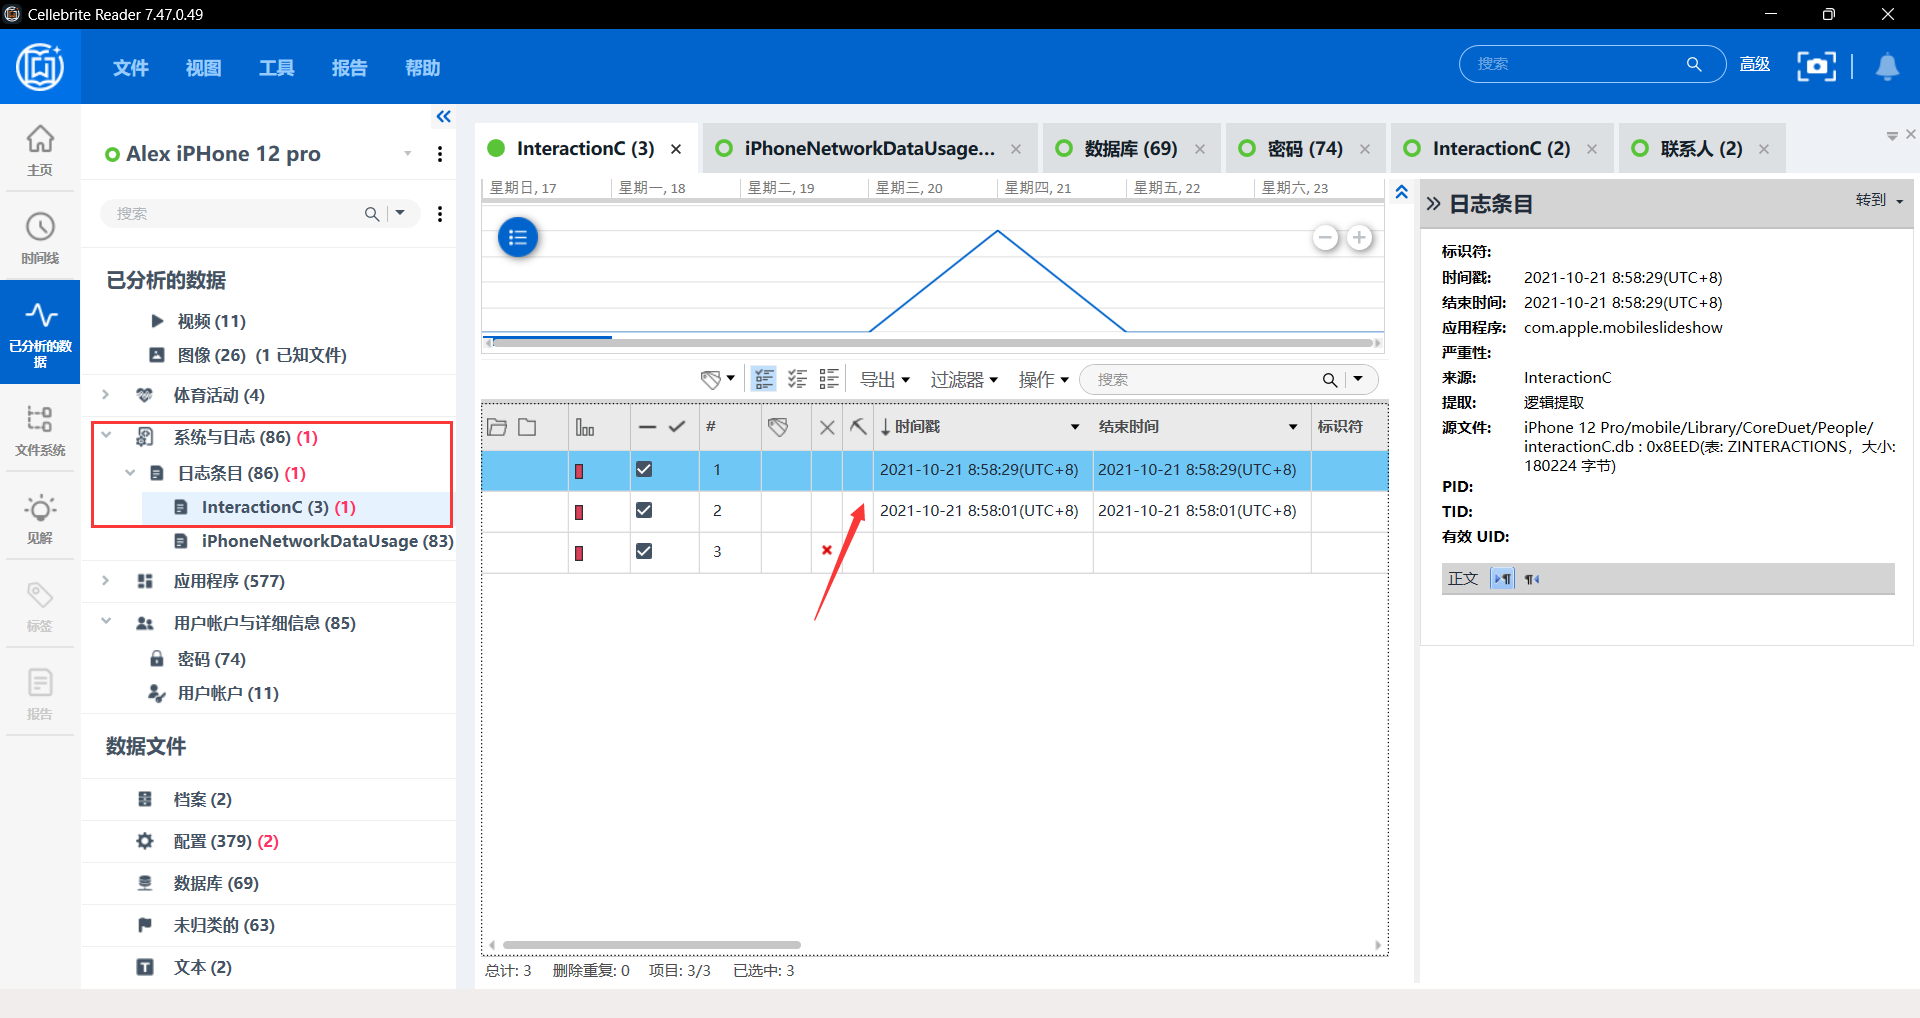 Cellebrite Reader 7.47.0.49
文件 视图 工具 报告 帮助
搜索 高级
主页
时间线
已分析的数
据
文件系统
见解
标签
报告
Alex iPHone 12 pro
搜索
已分析的数据
视频 (11)
图像 (26) (1 已知文件)
体育活动 (4)
系统与日志 (86) (1)
日志条目 (86) (1)
InteractionC (3) (1)
iPhoneNetworkDataUsage (83)
应用程序 (577)
用户帐户与详细信息 (85)
密码 (74)
用户帐户 (11)
数据文件
档案 (2)
配置 (379) (2)
数据库 (69)
未归类的 (63)
文本 (2)
InteractionC (3) iPhoneNetworkDataUsage... 数据库 (69) 密码 (74) InteractionC (2) 联系人 (2)
星期日, 17 星期一, 18 星期二, 19 星期三, 20 星期四, 21 星期五, 22 星期六, 23
导出 过滤器 操作 搜索
# 时间戳 结束时间 标识符
1 2021-10-21 8:58:29(UTC+8) 2021-10-21 8:58:29(UTC+8)
2 2021-10-21 8:58:01(UTC+8) 2021-10-21 8:58:01(UTC+8)
3
总计: 3 删除重复: 0 项目: 3/3 已选中: 3
日志条目 转到
标识符:
时间戳: 2021-10-21 8:58:29(UTC+8)
结束时间: 2021-10-21 8:58:29(UTC+8)
应用程序: com.apple.mobileslideshow
严重性:
来源: InteractionC
提取: 逻辑提取
源文件: iPhone 12 Pro/mobile/Library/CoreDuet/People/
interactionC.db : 0x8EED(表: ZINTERACTIONS，大小:
180224 字节)
PID:
TID:
有效 UID:
正文